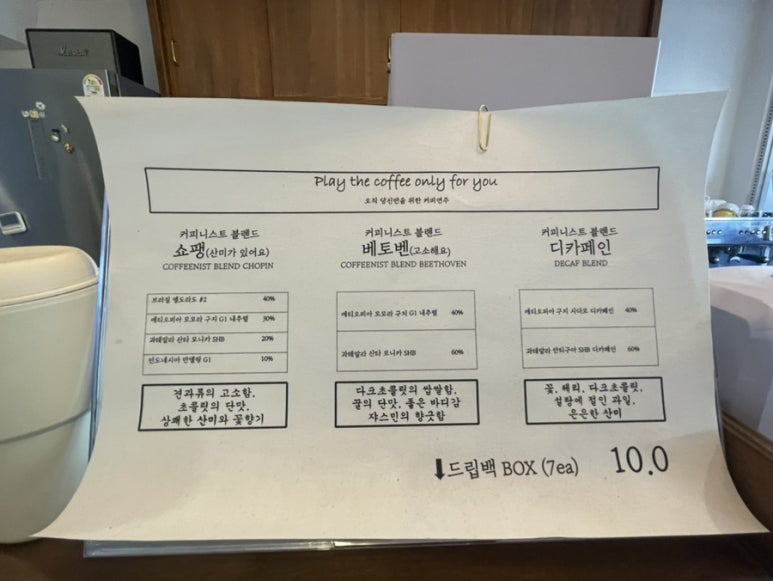 Marshall
Play the coffee only for you
오직 당신만을 위한 커피연주
커피니스트 블렌드
쇼팽(산미가 있어요)
COFFEENIST BLEND CHOPIN
브라질 엘도라도 #2 40%
에티오피아 모모라 구지 G1 내추럴 30%
과테말라 산타 모니카 SHB 20%
인도네시아 만델링 G1 10%
견과류의 고소함,
초콜릿의 단맛,
상쾌한 산미와 꽃향기
커피니스트 블렌드
베토벤(고소해요)
COFFEENIST BLEND BEETHOVEN
에티오피아 모모라 구지 G1 내추럴 40%
과테말라 산타 모니카 SHB 60%
다크초콜릿의 쌉쌀함,
꿀의 단맛, 좋은 바디감
쟈스민의 향긋함
커피니스트 블렌드
디카페인
DECAF BLEND
에티오피아 구지 시다모 디카페인 40%
과테말라 안티구아 SHB 디카페인 60%
꽃, 체리, 다크초콜릿,
설탕에 절인 과일,
은은한 산미
⬇드립백 BOX (7ea) 10.0